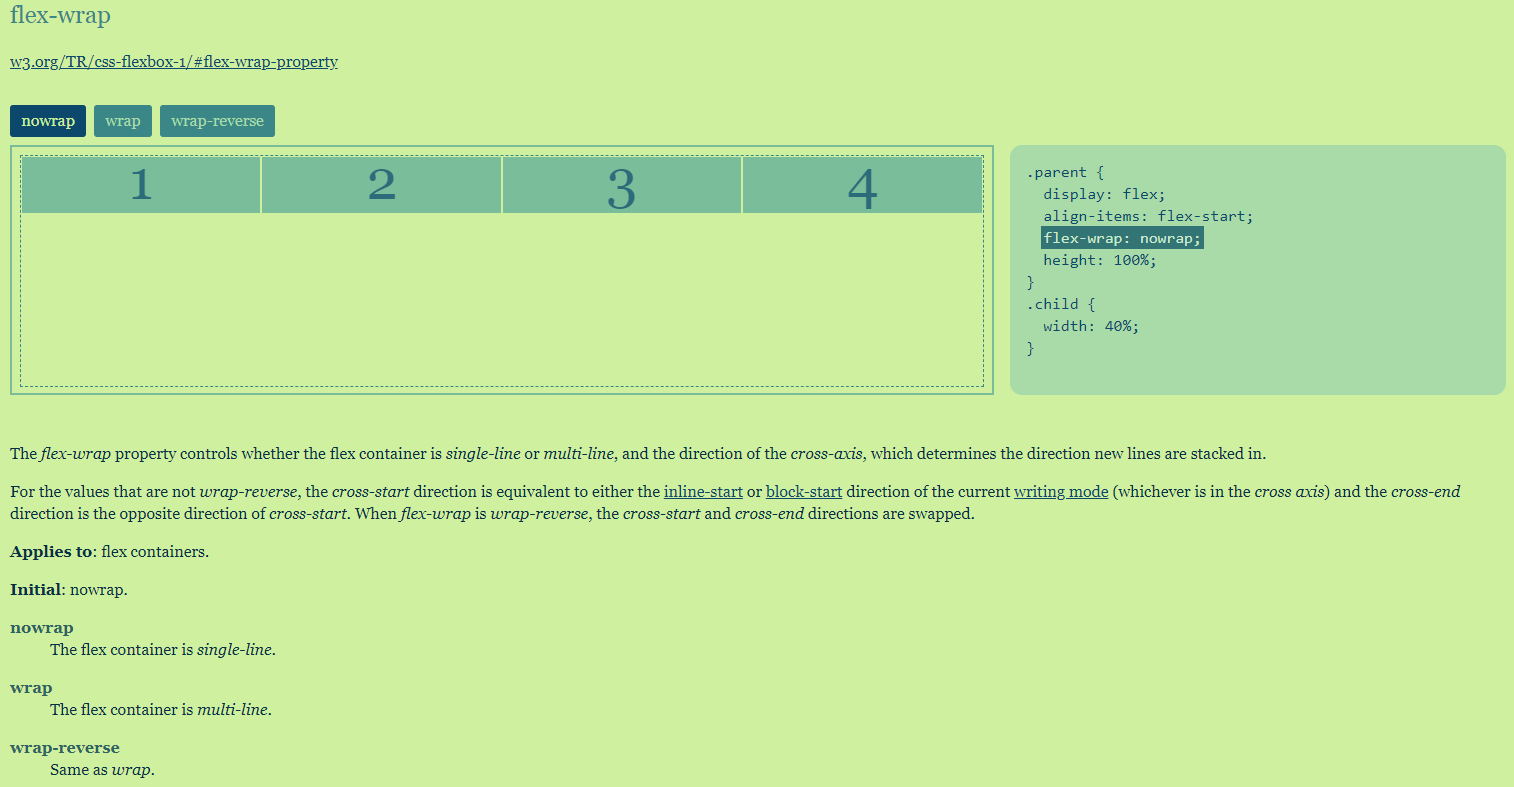 flex-wrap
w3.org/TR/css-flexbox-1/#flex-wrap-property
nowrap wrap wrap-reverse
1 2 3 4
.parent {
  display: flex;
  align-items: flex-start;
  flex-wrap: nowrap;
  height: 100%;
}
.child {
  width: 40%;
}
The flex-wrap property controls whether the flex container is single-line or multi-line, and the direction of the cross-axis, which determines the direction new lines are stacked in.
For the values that are not wrap-reverse, the cross-start direction is equivalent to either the inline-start or block-start direction of the current writing mode (whichever is in the cross axis) and the cross-end
direction is the opposite direction of cross-start. When flex-wrap is wrap-reverse, the cross-start and cross-end directions are swapped.
Applies to: flex containers.
Initial: nowrap.
nowrap
The flex container is single-line.
wrap
The flex container is multi-line.
wrap-reverse
Same as wrap.